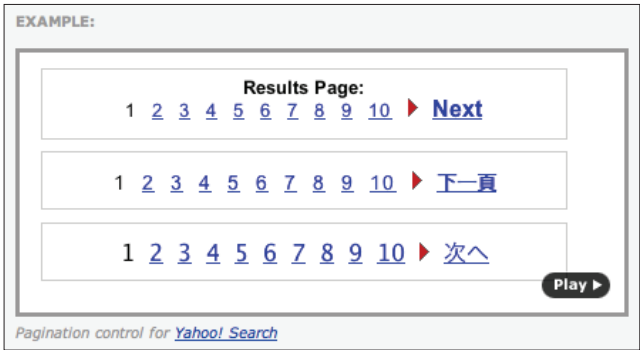 EXAMPLE:
Results Page:
1 2 3 4 5 6 7 8 9 10 Next
1 2 3 4 5 6 7 8 9 10 下一頁
1 2 3 4 5 6 7 8 9 10 次へ
Play
Pagination control for Yahoo! Search